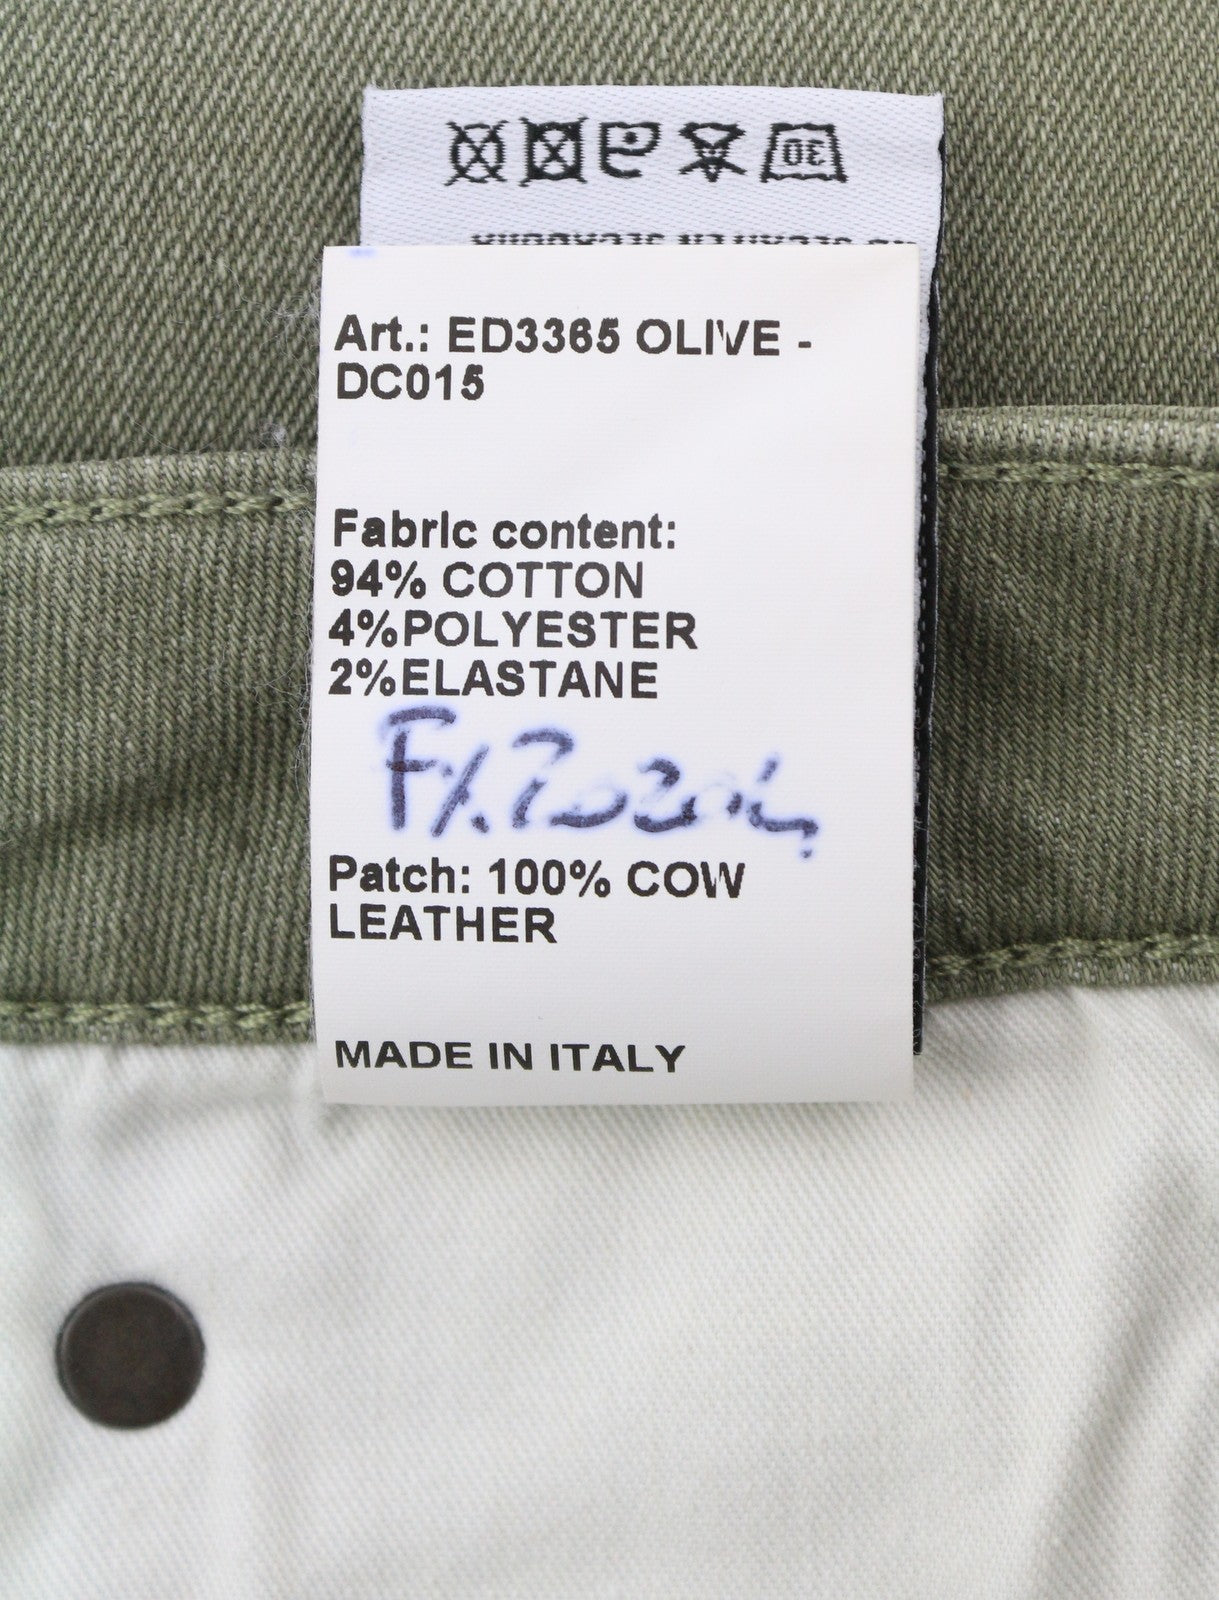 30
Art.: ED3365 OLIVE -
DC015
Fabric content:
94% COTTON
4%POLYESTER
2%ELASTANE
Patch: 100% COW
LEATHER
MADE IN ITALY